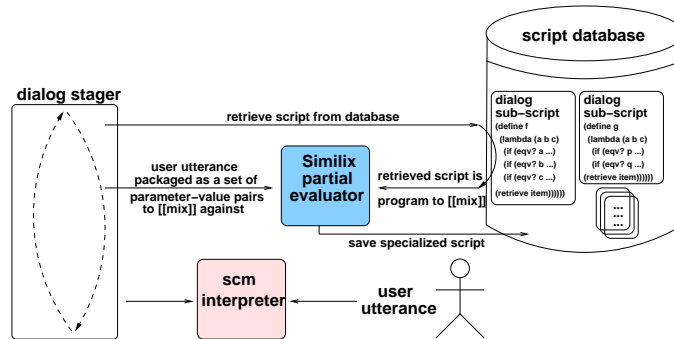 script database
dialog stager
retrieve script from database
dialog
sub−script
(define f
(lambda (a b c)
(if (eqv? a ...)
(if (eqv? b ...)
(if (eqv? c ...)
(retrieve item))))))
dialog
sub−script
(define g
(lambda (a b c)
(if (eqv? p ...)
(if (eqv? q ...)
(retrieve item))))))
...
...
...
user utterance
packaged as a set of
parameter−value pairs
to [[mix]] against
Similix
partial
evaluator
retrieved script is
program to [[mix]]
save specialized script
scm
interpreter
user
utterance